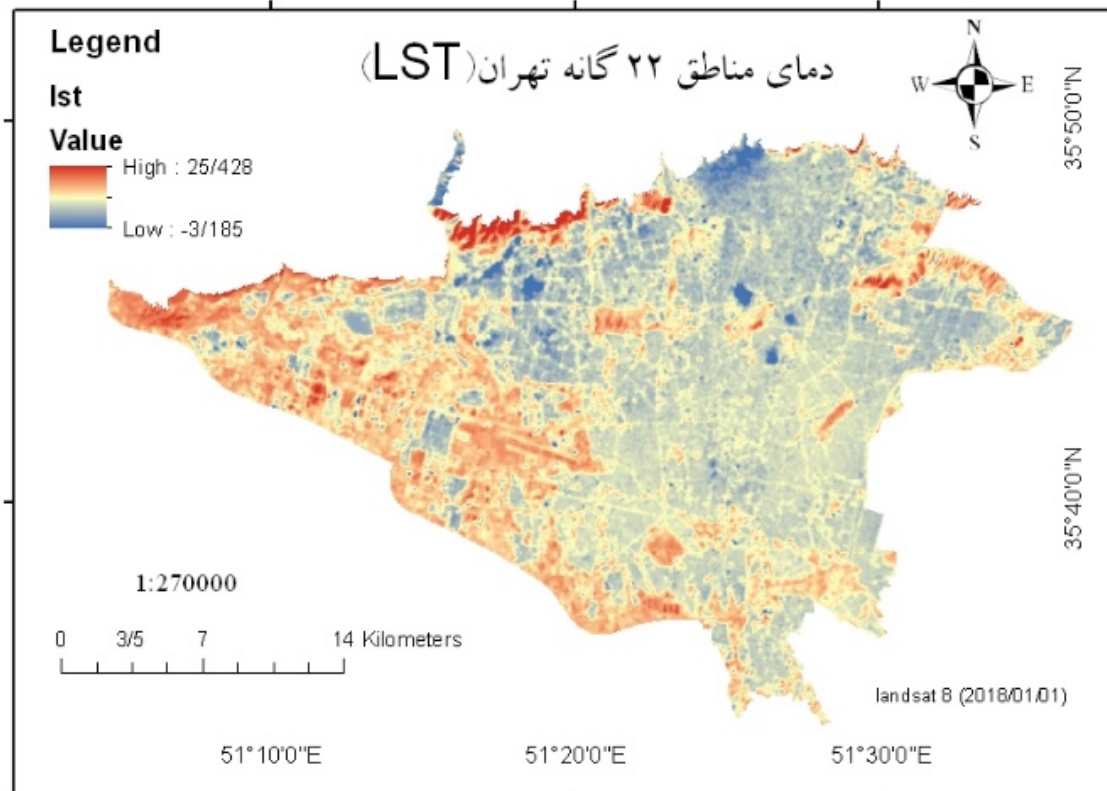 Legend
lst
Value
High : 25/428
Low : -3/185
دمای مناطق ۲۲ گانه تهران(LST)
N
W
E
S
35°50'0"N
35°40'0"N
1:270000
0 3/5 7 14 Kilometers
landsat 8 (2018/01/01)
51°10'0"E 51°20'0"E 51°30'0"E